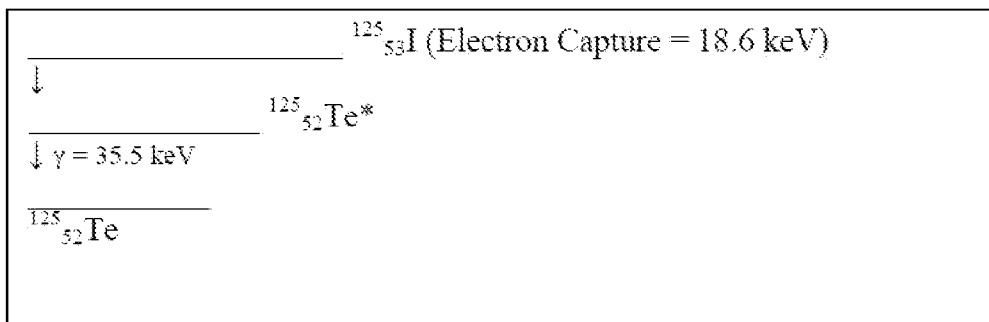 ¹²⁵₅₃I (Electron Capture = 18.6 keV)
↓
¹²⁵₅₂Te*
↓ γ = 35.5 keV
¹²⁵₅₂Te